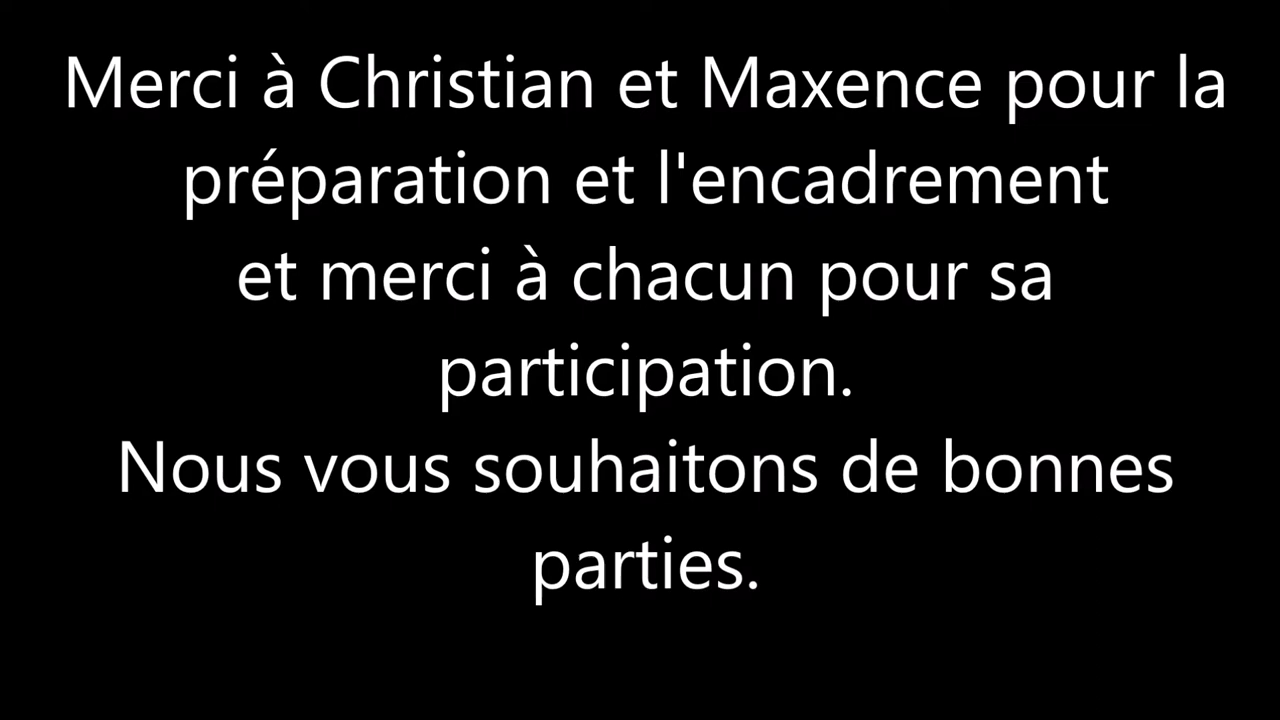 Merci à Christian et Maxence pour la
préparation et l'encadrement
et merci à chacun pour sa
participation.
Nous vous souhaitons de bonnes
parties.